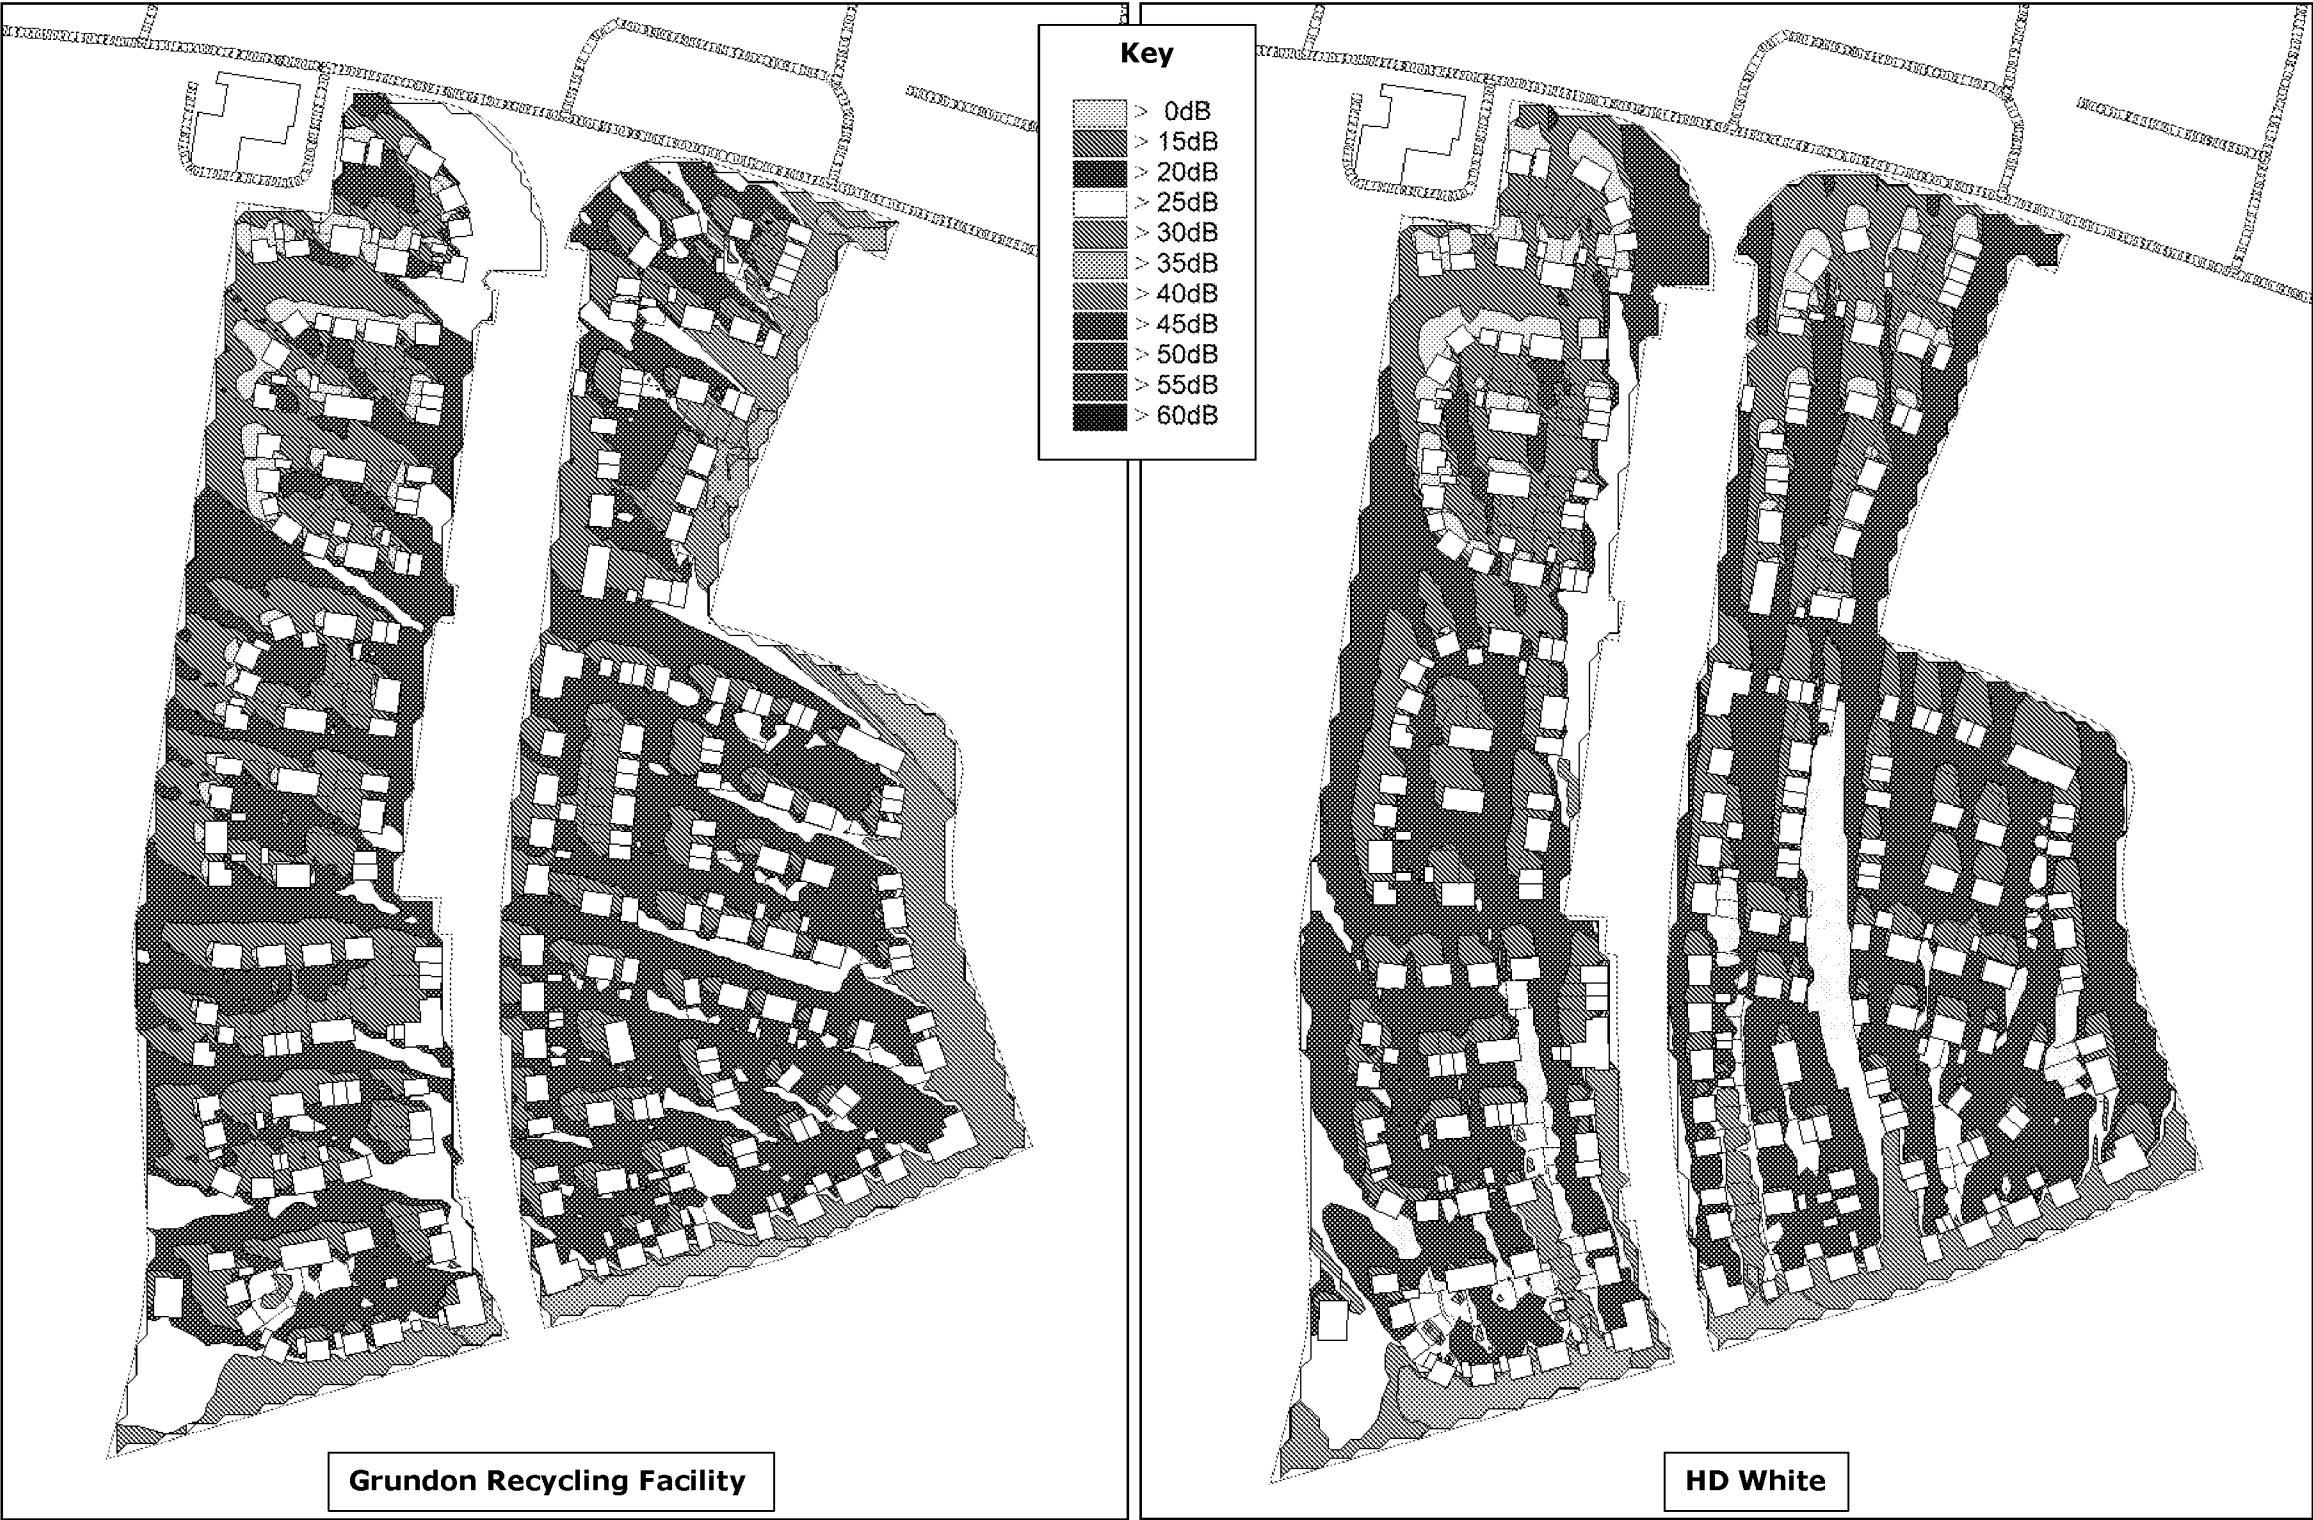 Key
> 0dB
> 15dB
> 20dB
> 25dB
> 30dB
> 35dB
> 40dB
> 45dB
> 50dB
> 55dB
> 60dB
Grundon Recycling Facility
HD White